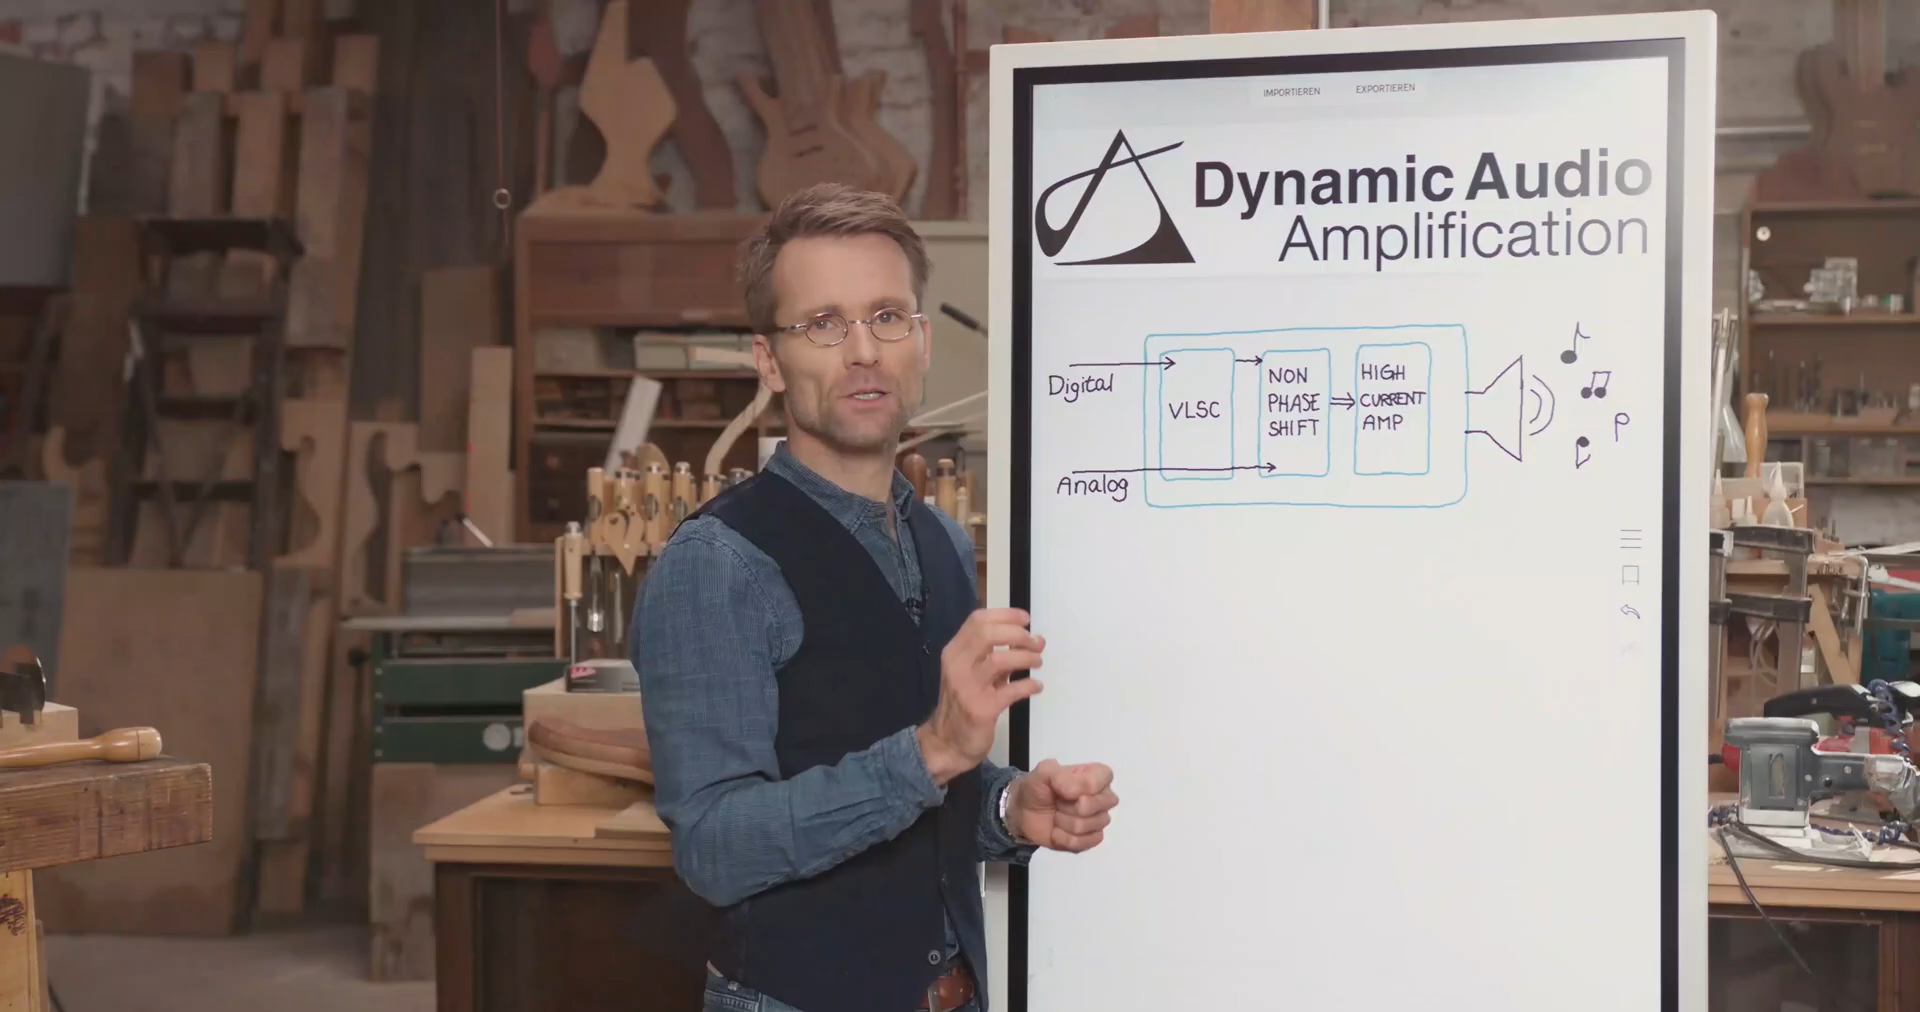 IMPORTIEREN EXPORTIEREN
Dynamic Audio
Amplification
Digital
VLSC
NON
PHASE
SHIFT
HIGH
CURRENT
AMP
Analog